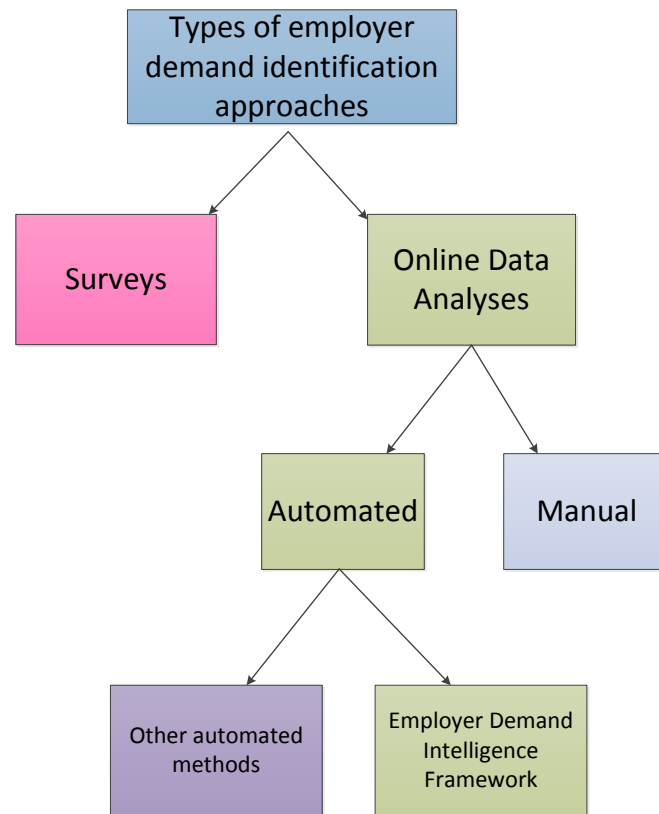 Types of employer
demand identification
approaches
Surveys
Online Data
Analyses
Automated
Manual
Other automated
methods
Employer Demand
Intelligence
Framework